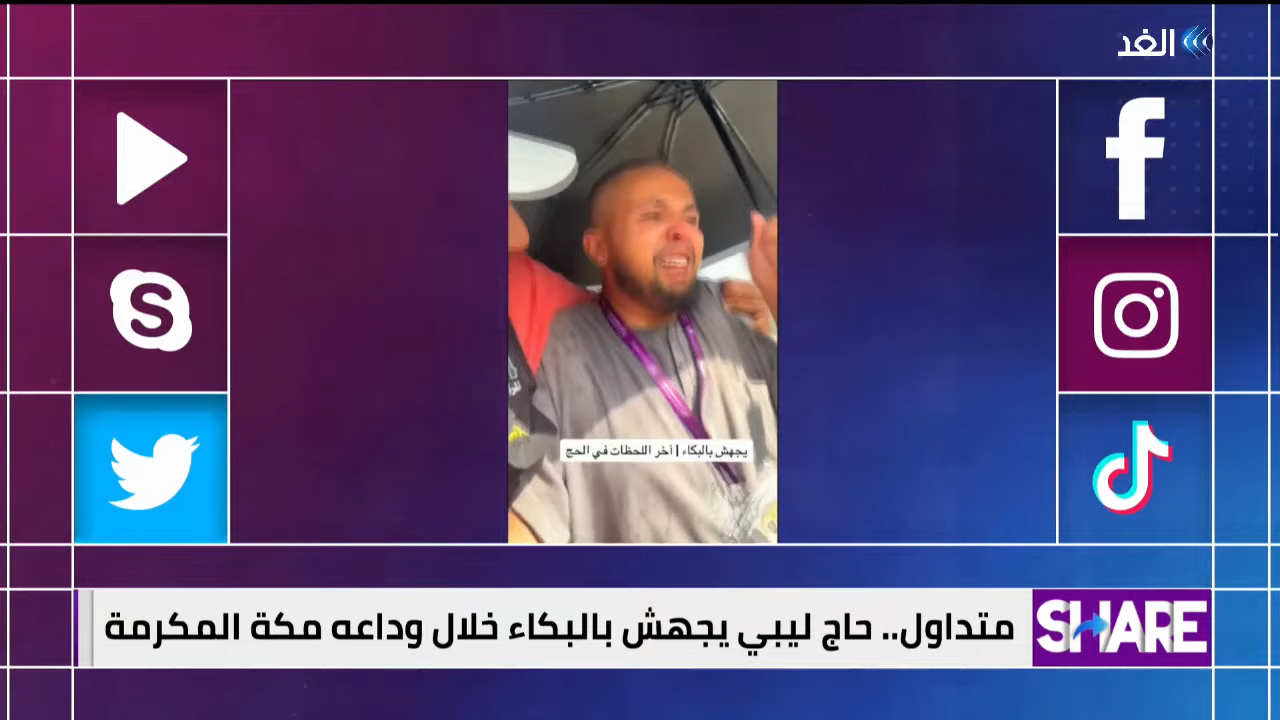 الغد
يجهش بالبكاء | آخر اللحظات في الحج
SHARE
متداول.. حاج ليبي يجهش بالبكاء خلال وداعه مكة المكرمة